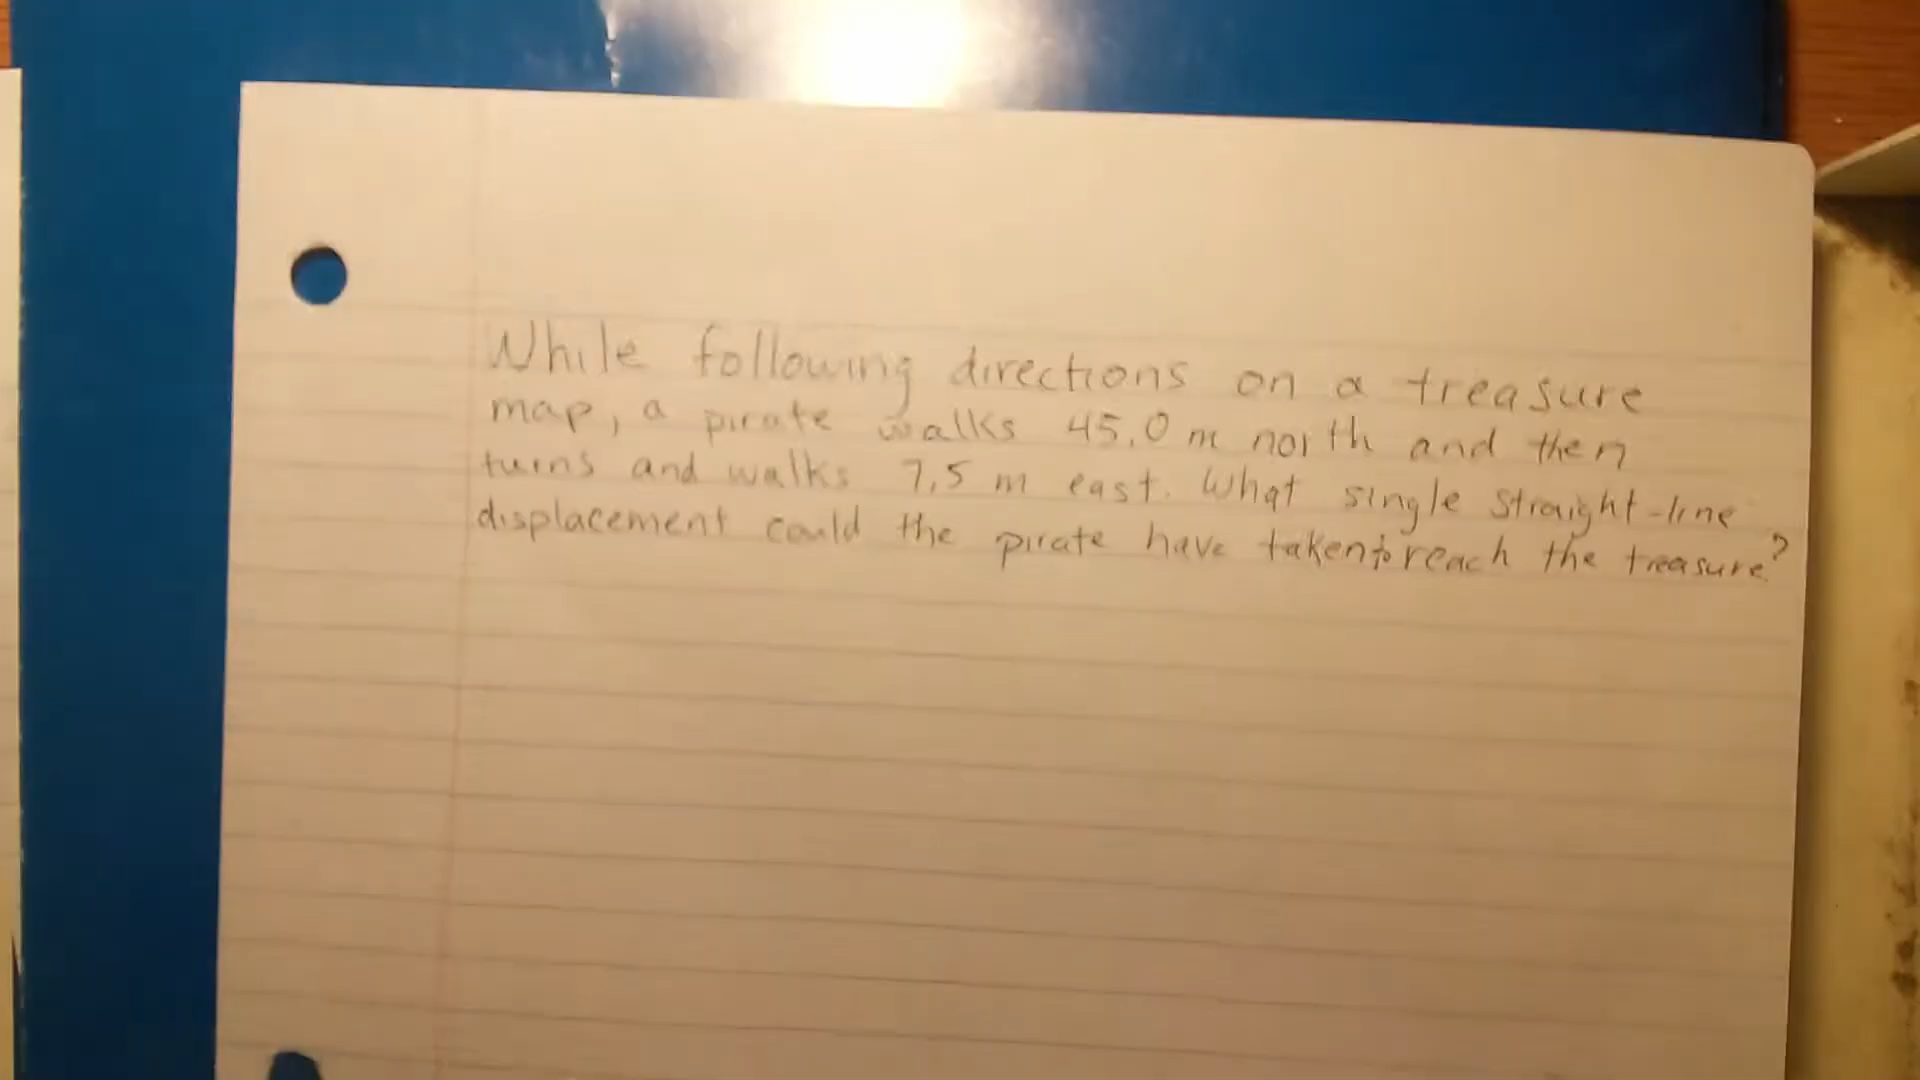 While following directions on a treasure
map, a pirate walks 45.0 m north and then
turns and walks 7.5 m east. What single straight-line
displacement could the pirate have taken to reach the treasure?